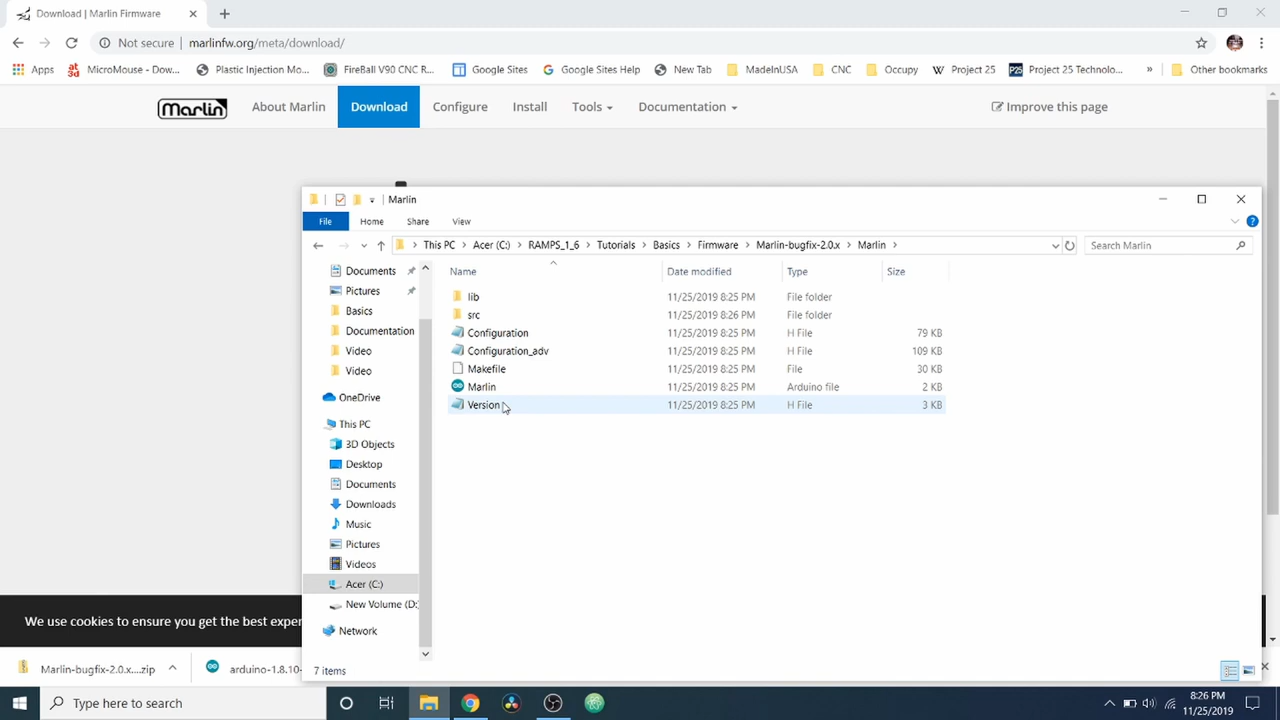 Download | Marlin Firmware
Not secure | marlinfw.org/meta/download/
Apps MicroMouse - Dow... Plastic Injection Mo... FireBall V90 CNC R... Google Sites Google Sites Help New Tab MadeinUSA CNC Occupy Project 25 Project 25 Technolo... » Other bookmarks
Marlin About Marlin Download Configure Install Tools Documentation Improve this page
Marlin
File Home Share View
This PC > Acer (C:) > RAMPS_1_6 > Tutorials > Basics > Firmware > Marlin-bugfix-2.0.x > Marlin > Search Marlin
Name Date modified Type Size
Documents
Pictures
Basics
Documentation
Video
Video
OneDrive
This PC
3D Objects
Desktop
Documents
Downloads
Music
Pictures
Videos
Acer (C:)
New Volume (D:
Network
lib 11/25/2019 8:25 PM File folder
src 11/25/2019 8:26 PM File folder
Configuration 11/25/2019 8:25 PM H File 79 KB
Configuration_adv 11/25/2019 8:25 PM H File 109 KB
Makefile 11/25/2019 8:25 PM File 30 KB
Marlin 11/25/2019 8:25 PM Arduino file 2 KB
Version 11/25/2019 8:25 PM H File 3 KB
7 items
We use cookies to ensure you get the best exper
Marlin-bugfix-2.0.x....zip arduino-1.8.10-
Type here to search
8:26 PM
11/25/2019